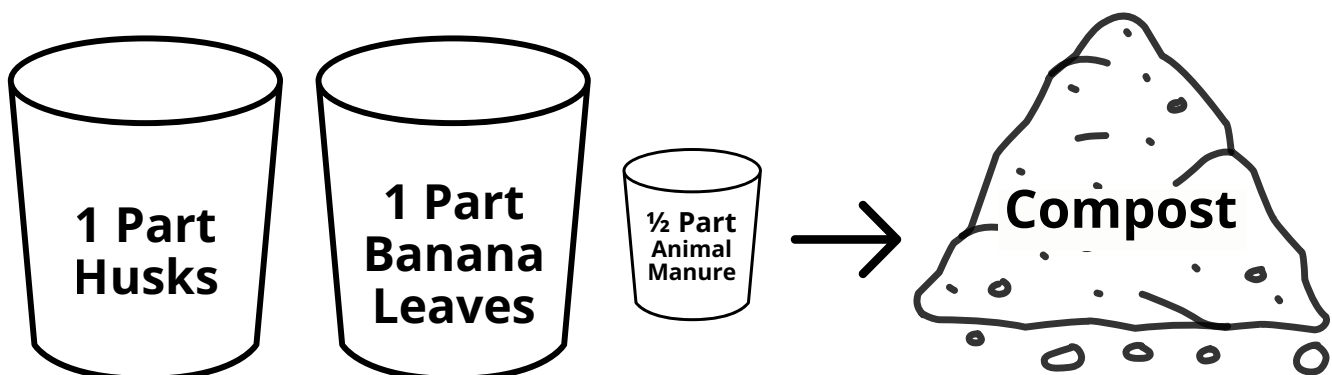 1 Part
Husks
1 Part
Banana
Leaves
½ Part
Animal
Manure
Compost